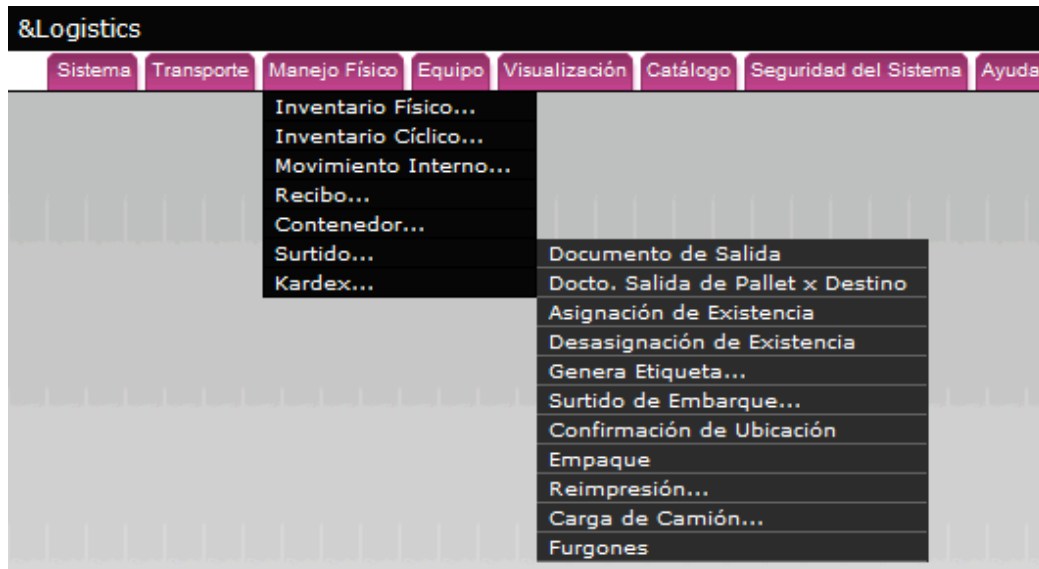 &Logistics
Sistema Transporte Manejo Físico Equipo Visualización Catálogo Seguridad del Sistema Ayuda
Inventario Físico...
Inventario Cíclico...
Movimiento Interno...
Recibo...
Contenedor...
Surtido...
Kardex...
Documento de Salida
Docto. Salida de Pallet x Destino
Asignación de Existencia
Desasignación de Existencia
Genera Etiqueta...
Surtido de Embarque...
Confirmación de Ubicación
Empaque
Reimpresión...
Carga de Camión...
Furgones